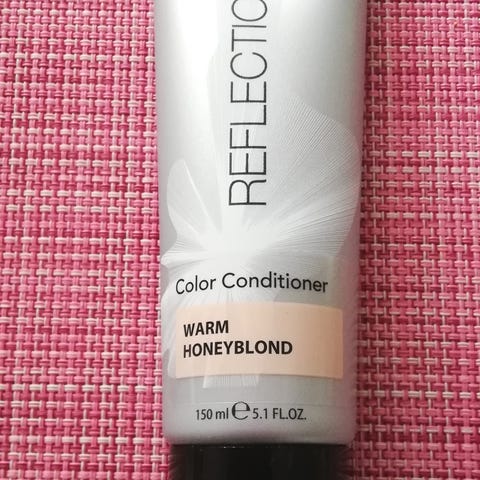 REFLECTIO
Color Conditioner
WARM
HONEYBLOND
150 ml ℮ 5.1 FL.OZ.